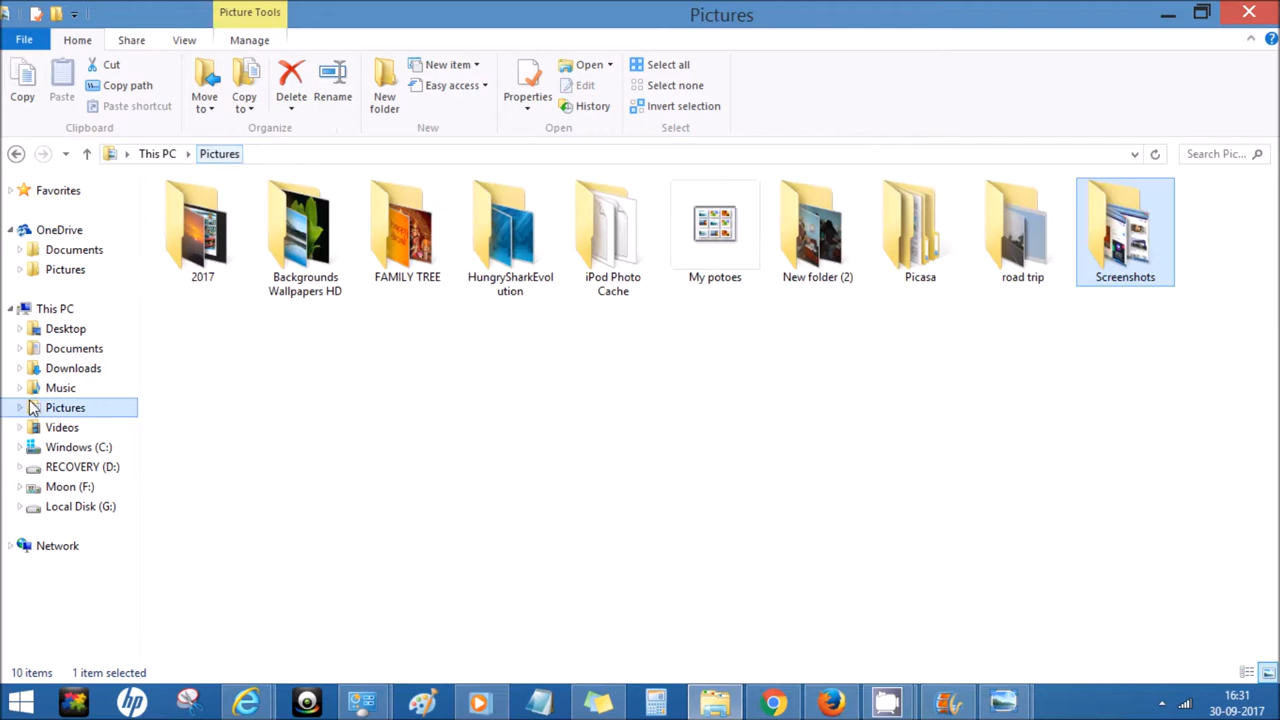 Picture Tools
Pictures
File Home Share View Manage
Copy
Paste
Cut
Copy path
Paste shortcut
Clipboard
Move to
Copy to
Delete
Rename
Organize
New folder
New item
Easy access
New
Properties
Open
Edit
History
Open
Select all
Select none
Invert selection
Select
This PC Pictures
Search Pic...
Favorites
OneDrive
Documents
Pictures
This PC
Desktop
Documents
Downloads
Music
Pictures
Videos
Windows (C:)
RECOVERY (D:)
Moon (F:)
Local Disk (G:)
Network
2017
Backgrounds
Wallpapers HD
FAMILY TREE
HungrySharkEvol
ution
iPod Photo
Cache
My potoes
New folder (2)
Picasa
road trip
Screenshots
10 items 1 item selected
16:31
30-09-2017